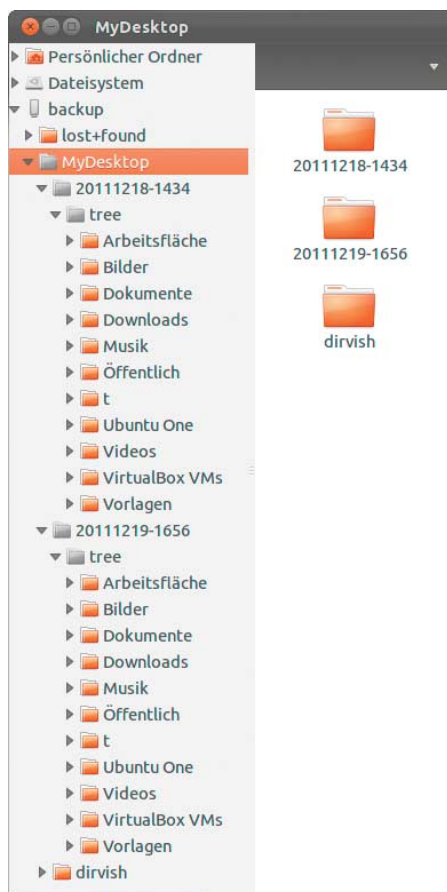 MyDesktop
Persönlicher Ordner
Dateisystem
backup
lost+found
MyDesktop
20111218-1434
tree
Arbeitsfläche
Bilder
Dokumente
Downloads
Musik
Öffentlich
t
Ubuntu One
Videos
VirtualBox VMs
Vorlagen
20111219-1656
tree
Arbeitsfläche
Bilder
Dokumente
Downloads
Musik
Öffentlich
t
Ubuntu One
Videos
VirtualBox VMs
Vorlagen
dirvish
20111218-1434
20111219-1656
dirvish